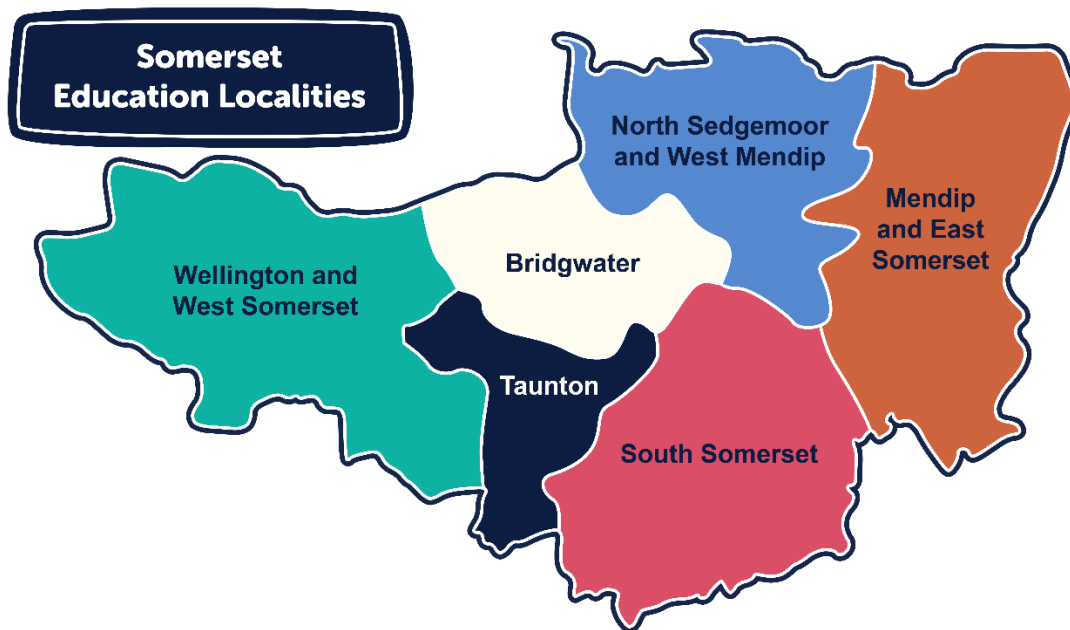 Somerset
Education Localities
North Sedgemoor
and West Mendip
Mendip
and East
Somerset
Bridgwater
Wellington and
West Somerset
Taunton
South Somerset